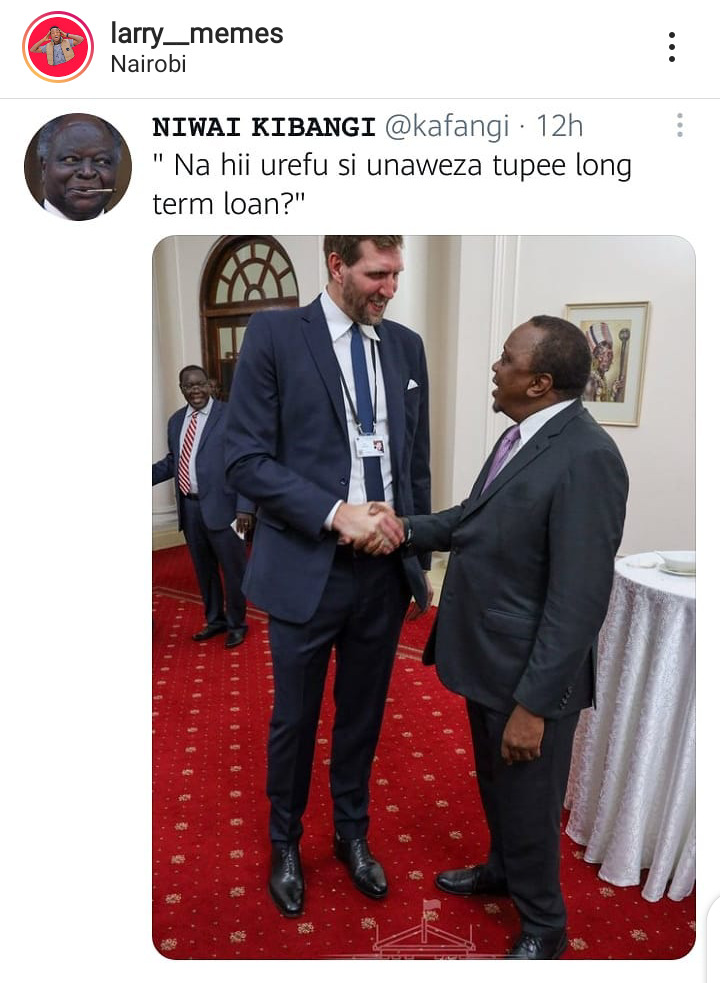 larry__memes
Nairobi
NIWAI KIBANGI @kafangi · 12h
" Na hii urefu si unaweza tupee long
term loan?"